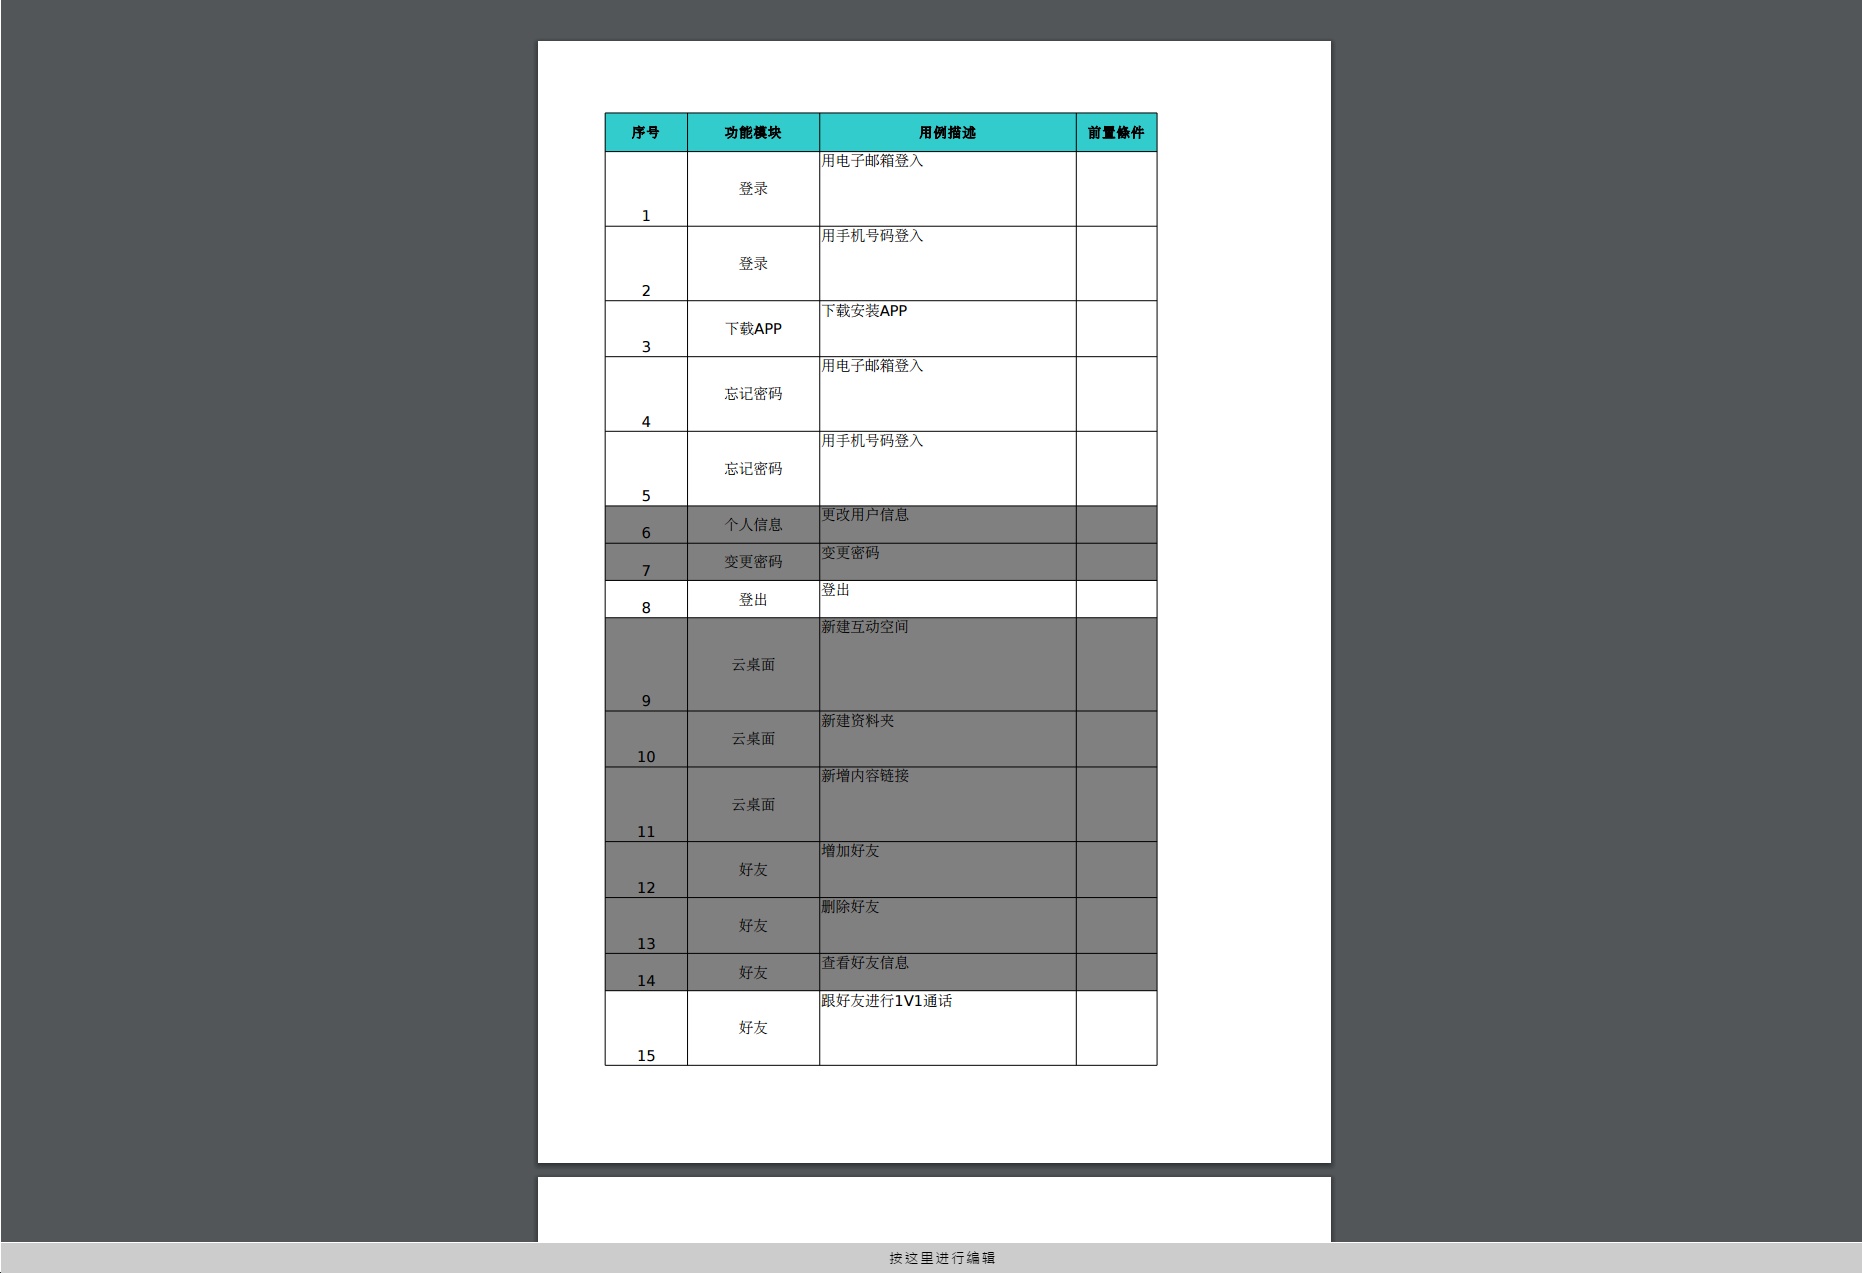 序号 功能模块 用例描述 前置條件
1 登录 用电子邮箱登入
2 登录 用手机号码登入
3 下载APP 下载安装APP
4 忘记密码 用电子邮箱登入
5 忘记密码 用手机号码登入
6 个人信息 更改用户信息
7 变更密码 变更密码
8 登出 登出
9 云桌面 新建互动空间
10 云桌面 新建资料夹
11 云桌面 新增内容链接
12 好友 增加好友
13 好友 删除好友
14 好友 查看好友信息
15 好友 跟好友进行1V1通话
按这里进行编辑